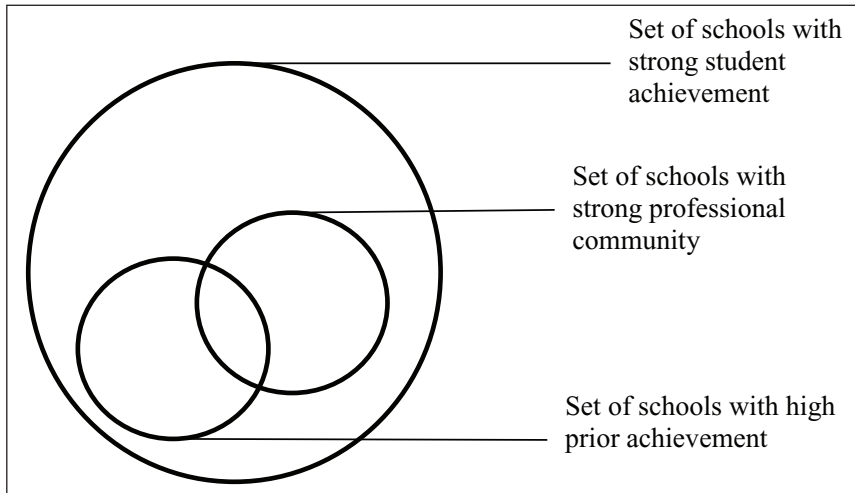 Set of schools with
strong student
achievement
Set of schools with
strong professional
community
Set of schools with high
prior achievement